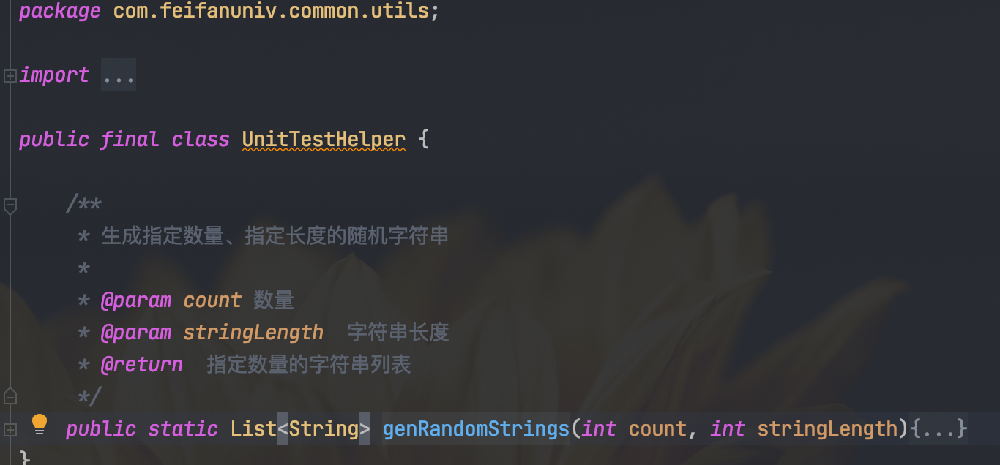 package com.feifanuniv.common.utils;
import ...
public final class UnitTestHelper {
/**
* 生成指定数量、指定长度的随机字符串
*
* @param count 数量
* @param stringLength  字符串长度
* @return  指定数量的字符串列表
*/
public static List<String> genRandomStrings(int count, int stringLength){...}
}